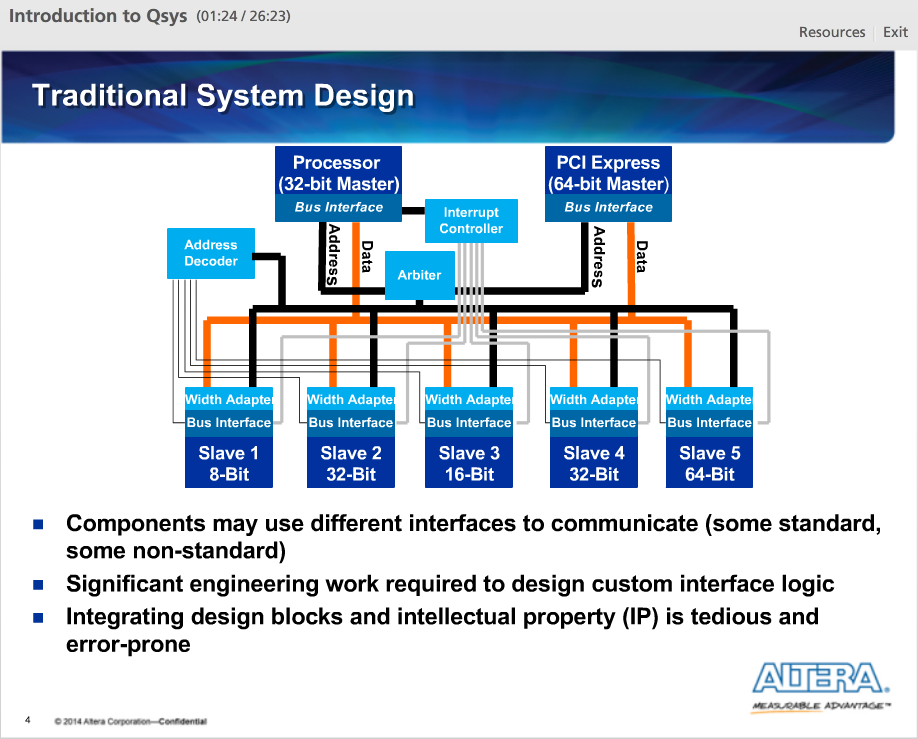 Introduction to Qsys (01:24 / 26:23)
Resources
Exit
Traditional System Design
Processor
(32-bit Master)
Bus Interface
PCI Express
(64-bit Master)
Bus Interface
Interrupt
Controller
Address
Decoder
Arbiter
Address
Data
Address
Data
Width Adapte
Bus Interface
Slave 1
8-Bit
Width Adapte
Bus Interface
Slave 2
32-Bit
Width Adapte
Bus Interface
Slave 3
16-Bit
Width Adapte
Bus Interface
Slave 4
32-Bit
Width Adapte
Bus Interface
Slave 5
64-Bit
Components may use different interfaces to communicate (some standard,
some non-standard)
Significant engineering work required to design custom interface logic
Integrating design blocks and intellectual property (IP) is tedious and
error-prone
ALTERA®
MEASURABLE ADVANTAGE™
4 © 2014 Altera Corporation—Confidential